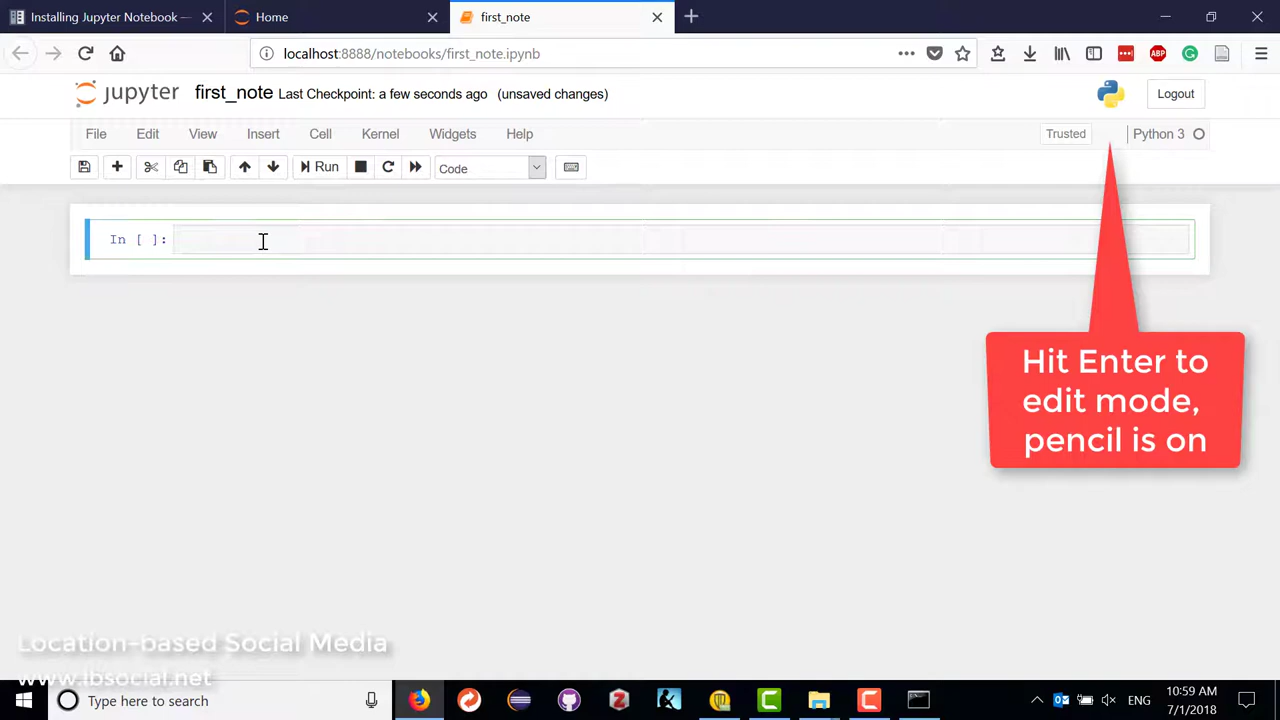 Installing Jupyter Notebook —
Home
first_note
localhost:8888/notebooks/first_note.ipynb
ABP
jupyter first_note Last Checkpoint: a few seconds ago (unsaved changes)
Logout
File Edit View Insert Cell Kernel Widgets Help
Trusted
Python 3
Run
Code
In [ ]:
Hit Enter to
edit mode,
pencil is on
Location-based Social Media
www.lbsocial.net
Type here to search
ENG
10:59 AM
7/1/2018